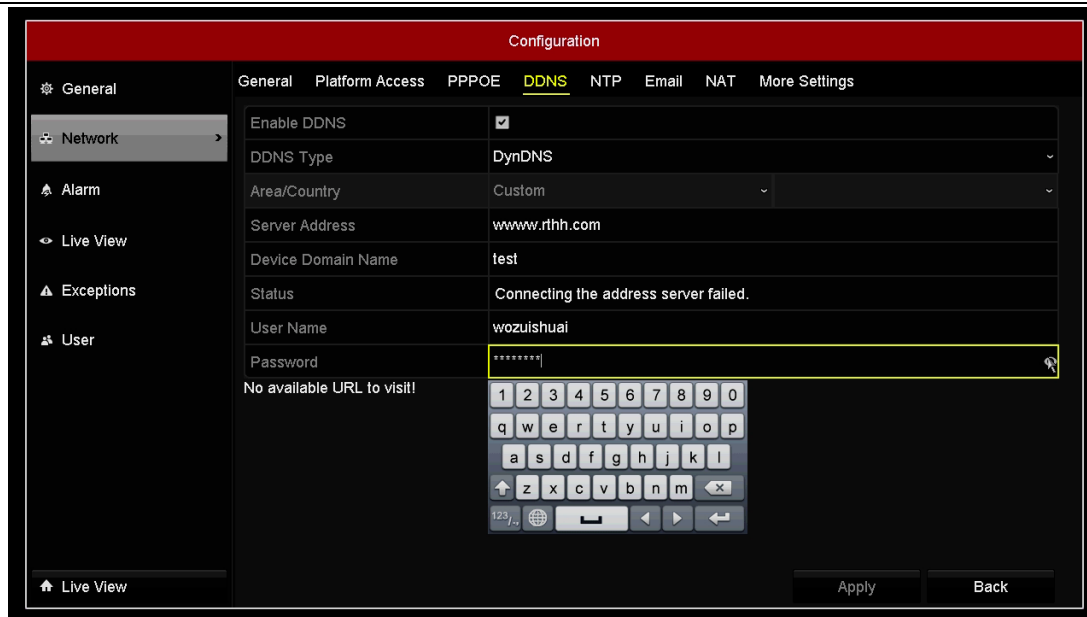 Configuration
General
Network
Alarm
Live View
Exceptions
User
Live View
General Platform Access PPPOE DDNS NTP Email NAT More Settings
Enable DDNS
DDNS Type DynDNS
Area/Country Custom
Server Address wwww.rthh.com
Device Domain Name test
Status Connecting the address server failed.
User Name wozuishuai
Password ********
No available URL to visit!
1 2 3 4 5 6 7 8 9 0
q w e r t y u i o p
a s d f g h j k l
z x c v b n m
123/.,
Apply Back